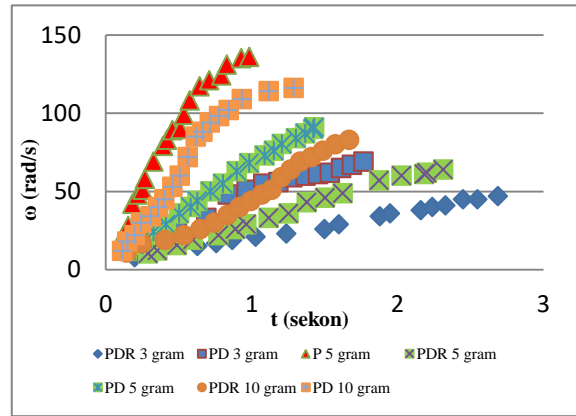 150
100
50
0
ω (rad/s)
0 1 2 3
t (sekon)
PDR 3 gram PD 3 gram P 5 gram PDR 5 gram
PD 5 gram PDR 10 gram PD 10 gram